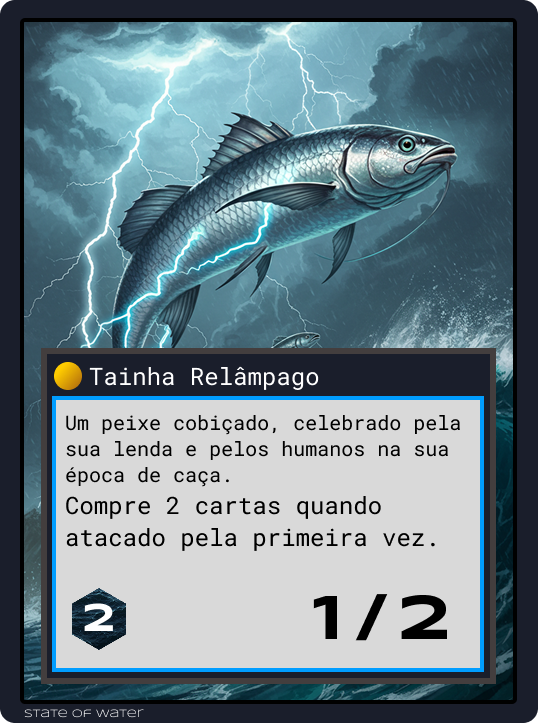 Tainha Relâmpago
Um peixe cobiçado, celebrado pela
sua lenda e pelos humanos na sua
época de caça.
Compre 2 cartas quando
atacado pela primeira vez.
2
1/2
STATE OF WATER